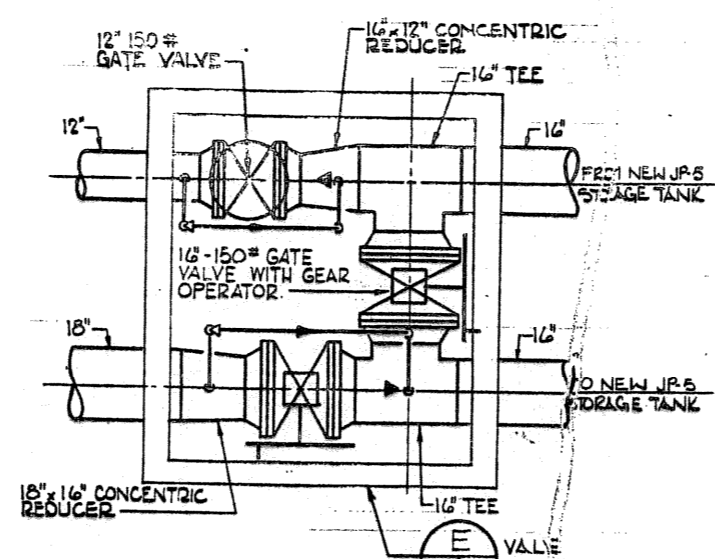 12" 150 #
GATE VALVE
16" x 12" CONCENTRIC
REDUCER
16" TEE
12"
16"
FROM NEW JP-5
STORAGE TANK
16"-150# GATE
VALVE WITH GEAR
OPERATOR.
18"
16"
TO NEW JP-5
STORAGE TANK
18" x 16" CONCENTRIC
REDUCER
16" TEE
E
VALVE